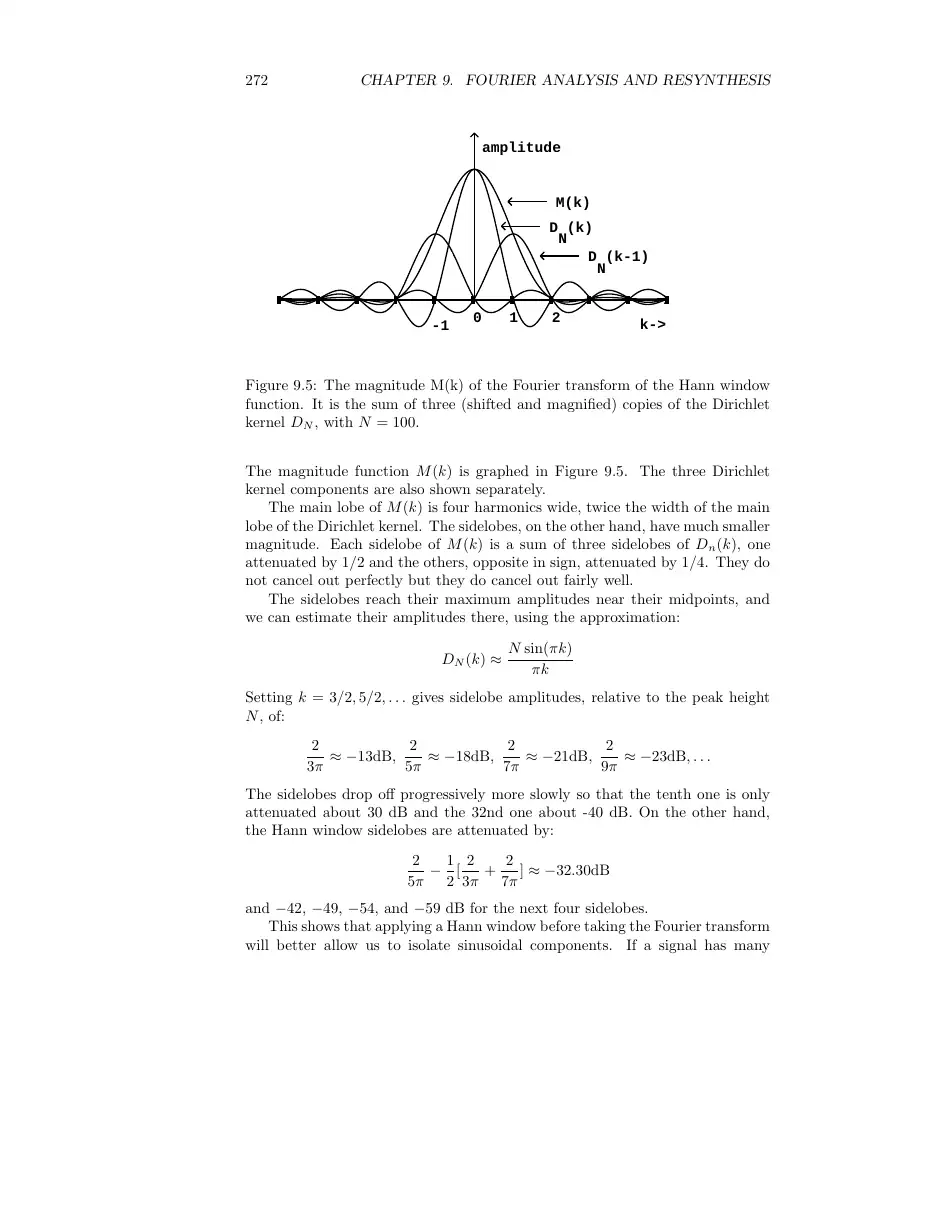 272 CHAPTER 9. FOURIER ANALYSIS AND RESYNTHESIS
amplitude
M(k)
D_N(k)
D_N(k-1)
-1 0 1 2 k->
Figure 9.5: The magnitude M(k) of the Fourier transform of the Hann window
function. It is the sum of three (shifted and magnified) copies of the Dirichlet
kernel D_N, with N = 100.
The magnitude function M(k) is graphed in Figure 9.5. The three Dirichlet
kernel components are also shown separately.
The main lobe of M(k) is four harmonics wide, twice the width of the main
lobe of the Dirichlet kernel. The sidelobes, on the other hand, have much smaller
magnitude. Each sidelobe of M(k) is a sum of three sidelobes of D_n(k), one
attenuated by 1/2 and the others, opposite in sign, attenuated by 1/4. They do
not cancel out perfectly but they do cancel out fairly well.
The sidelobes reach their maximum amplitudes near their midpoints, and
we can estimate their amplitudes there, using the approximation:
D_N(k) ≈ N sin(πk) / πk
Setting k = 3/2, 5/2, . . . gives sidelobe amplitudes, relative to the peak height
N, of:
2/3π ≈ −13dB, 2/5π ≈ −18dB, 2/7π ≈ −21dB, 2/9π ≈ −23dB, . . .
The sidelobes drop off progressively more slowly so that the tenth one is only
attenuated about 30 dB and the 32nd one about -40 dB. On the other hand,
the Hann window sidelobes are attenuated by:
2/5π − 1/2[2/3π + 2/7π] ≈ −32.30dB
and −42, −49, −54, and −59 dB for the next four sidelobes.
This shows that applying a Hann window before taking the Fourier transform
will better allow us to isolate sinusoidal components. If a signal has many